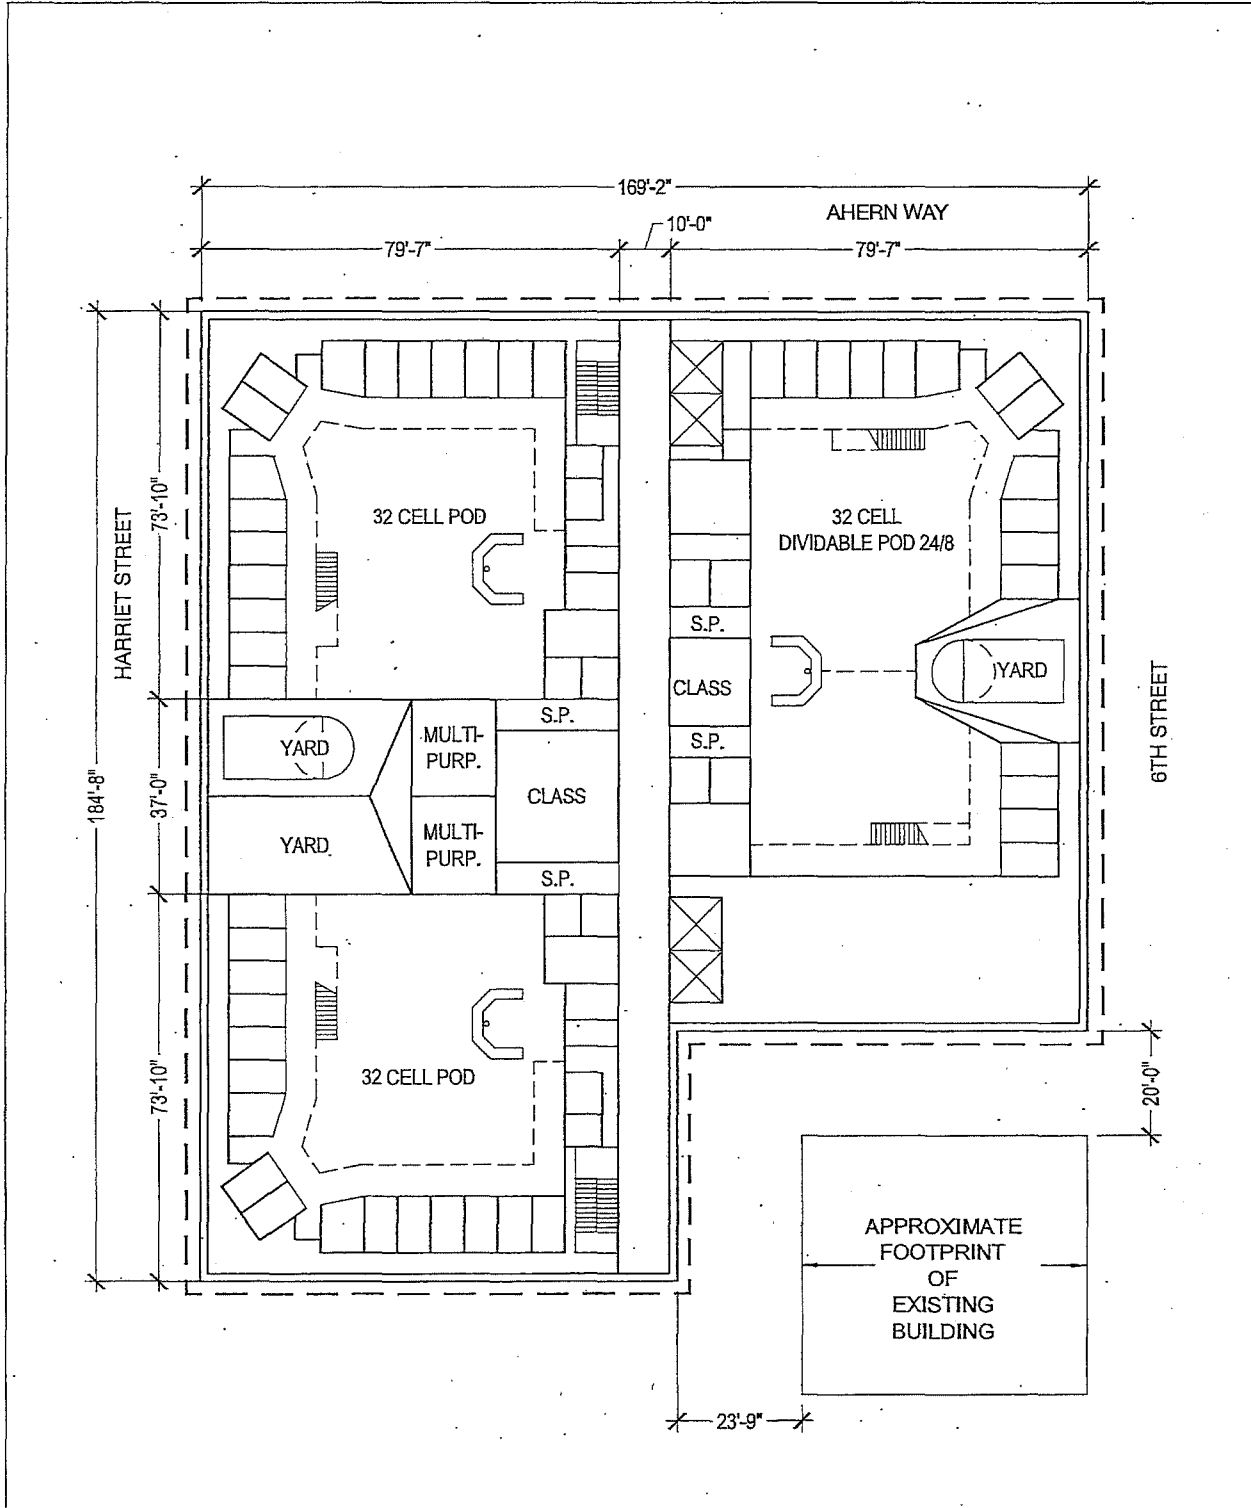 169'-2"
AHERN WAY
10'-0"
79'-7"
79'-7"
32 CELL POD
32 CELL
DIVIDABLE POD 24/8
73'-10"
HARRIET STREET
S.P.
CLASS
YARD
6TH STREET
S.P.
S.P.
YARD
MULTI-
PURP.
CLASS
184'-8"
37'-0"
YARD
MULTI-
PURP.
S.P.
32 CELL POD
73'-10"
20'-0"
APPROXIMATE
FOOTPRINT
OF
EXISTING
BUILDING
23'-9"